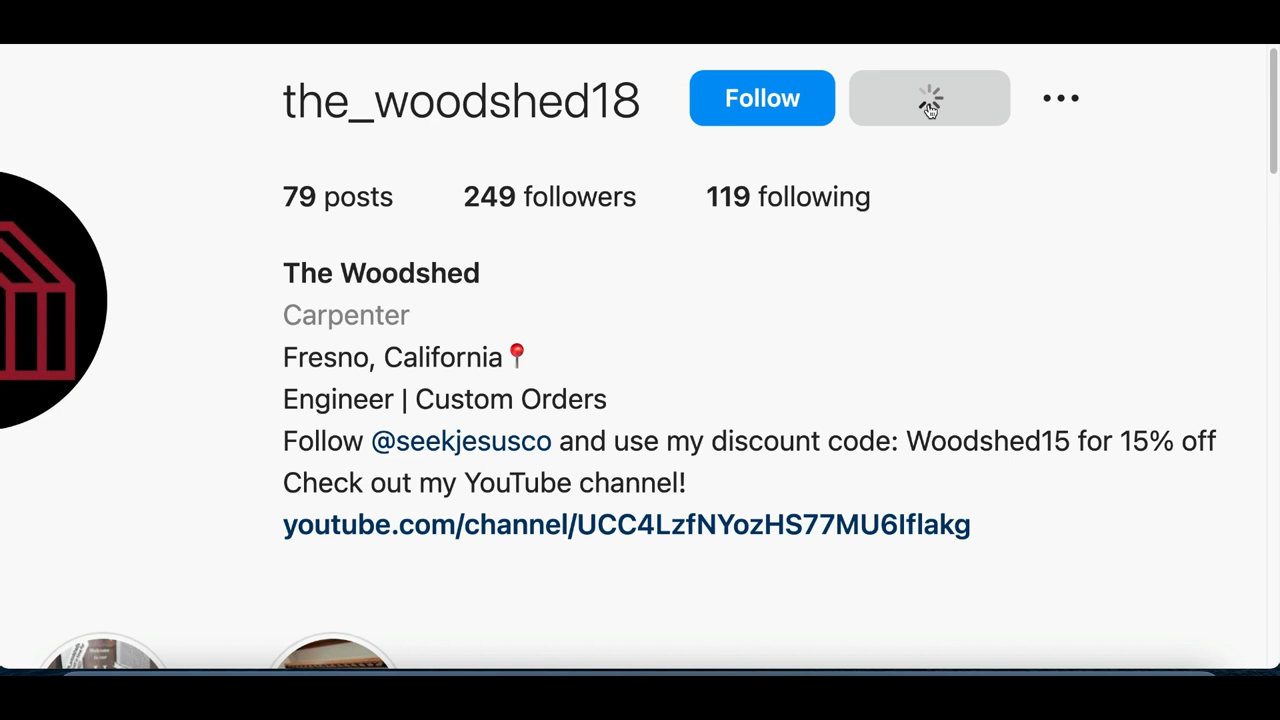 the_woodshed18 Follow
79 posts 249 followers 119 following
The Woodshed
Carpenter
Fresno, California📍
Engineer | Custom Orders
Follow @seekjesusco and use my discount code: Woodshed15 for 15% off
Check out my YouTube channel!
youtube.com/channel/UCC4LzfNYozHS77MU6Iflakg